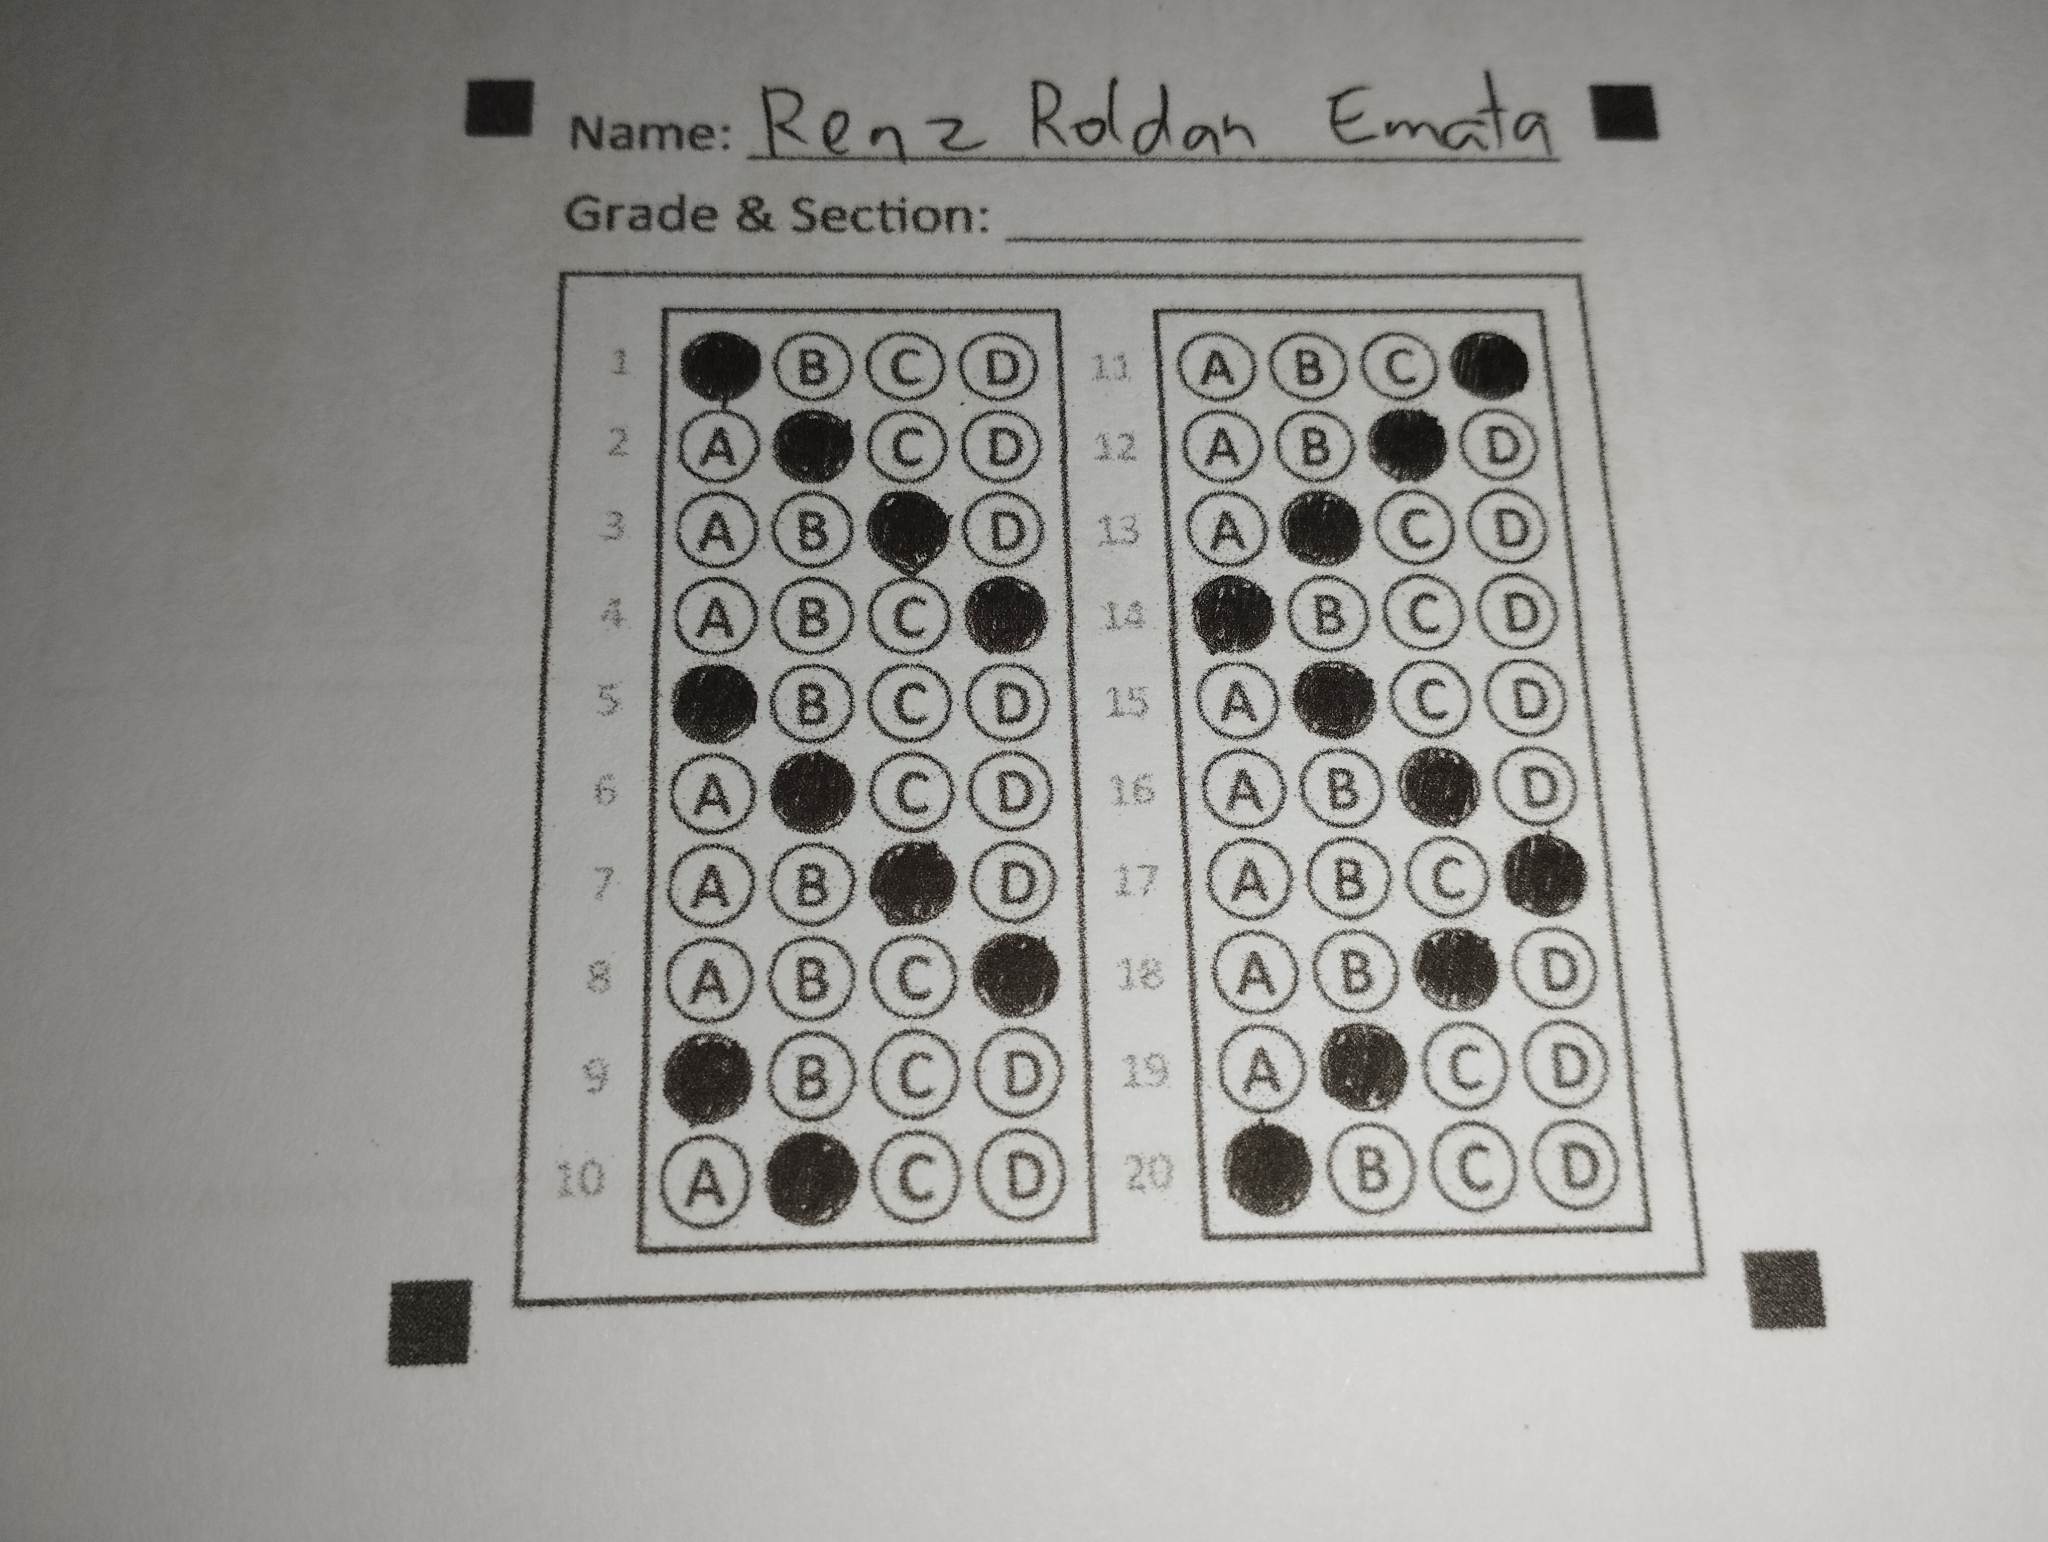 Name: Renz Roldan Emata
Grade & Section:
1 B C D 11 A B C
2 A C D 12 A B D
3 A B D 13 A C D
4 A B C 14 B C D
5 B C D 15 A C D
6 A C D 16 A B D
7 A B D 17 A B C
8 A B C 18 A B D
9 B C D 19 A C D
10 A C D 20 B C D